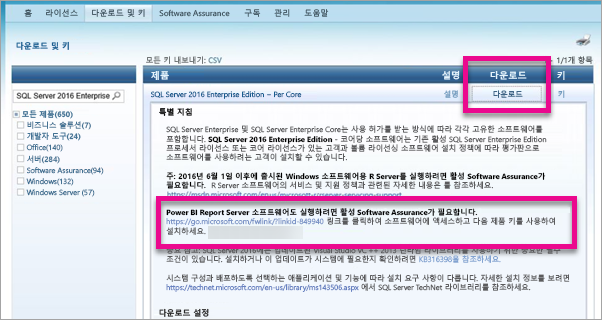 홈 라이선스 다운로드 및 키 Software Assurance 구독 관리 도움말
다운로드 및 키
모든 키 내보내기: CSV
1/1개 항목
제품 설명 다운로드 키
SQL Server 2016 Enterprise
SQL Server 2016 Enterprise Edition – Per Core 설명 다운로드 키
모든 제품(650)
비즈니스 솔루션(7)
개발자 도구(24)
Office(140)
서버(284)
Software Assurance(94)
Windows(132)
Windows Server (57)
특별 지침
SQL Server Enterprise 및 SQL Server Enterprise Core는 사용 허가를 받는 방식에 따라 각각 고유한 소프트웨어를
포함합니다. SQL Server 2016 Enterprise Edition - 코어당 소프트웨어는 기존 활성 SQL Server Enterprise Edition
프로세서 라이선스 또는 코어 라이선스가 있는 고객과 볼륨 라이선싱 소프트웨어 설치 정책에 따라 평가판으로
소프트웨어를 사용하려는 고객이 설치할 수 있습니다.
주: 2016년 6월 1일 이후에 출시된 Windows 소프트웨어용 R Server를 실행하려면 활성 Software Assurance가
필요합니다. R Server 소프트웨어의 서비스 및 지원 정책과 관련된 자세한 내용은 를 참조하세요.
Power BI Report Server 소프트웨어도 실행하려면 활성 Software Assurance가 필요합니다.
https://go.microsoft.com/fwlink/?linkid=849940 링크를 클릭하여 소프트웨어에 액세스하고 다음 제품 키를 사용하여
설치하세요.
조건이 있습니다. 설치하거나 이 업데이트가 시스템에 필요한지 확인하려면 KB3164398을 참조하세요.
시스템 구성과 배포하도록 선택하는 애플리케이션 및 기능에 따라 설치 요구 사항이 다릅니다. 자세한 설치 정보를 보려면
https://technet.microsoft.com/en-us/library/ms143506.aspx 에서 SQL Server TechNet 라이브러리를 참조하세요.
다운로드 설정